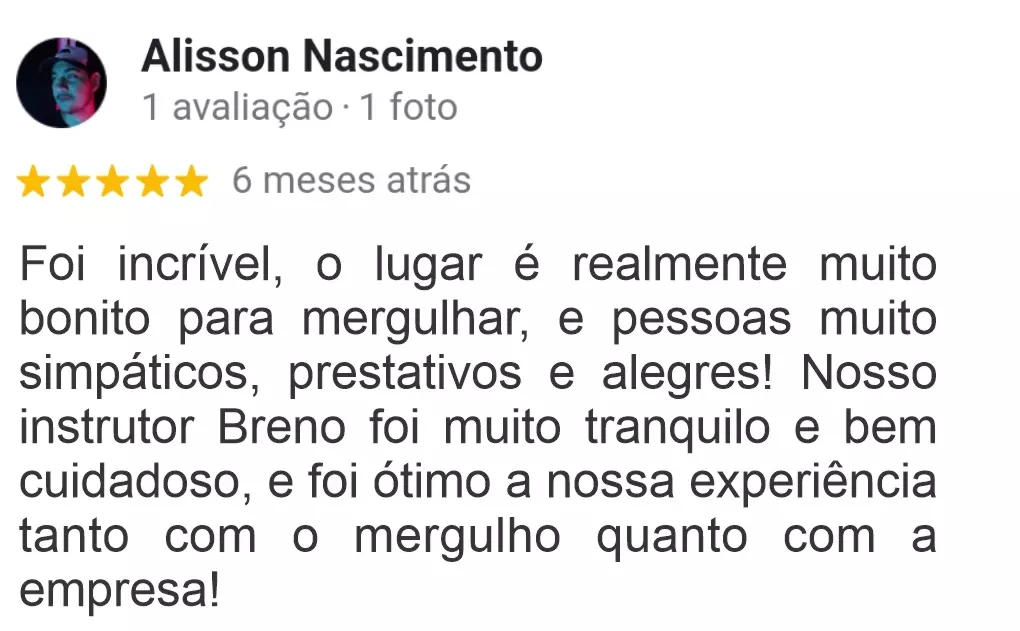 Alisson Nascimento
1 avaliação · 1 foto
6 meses atrás
Foi incrível, o lugar é realmente muito
bonito para mergulhar, e pessoas muito
simpáticos, prestativos e alegres! Nosso
instrutor Breno foi muito tranquilo e bem
cuidadoso, e foi ótimo a nossa experiência
tanto com o mergulho quanto com a
empresa!